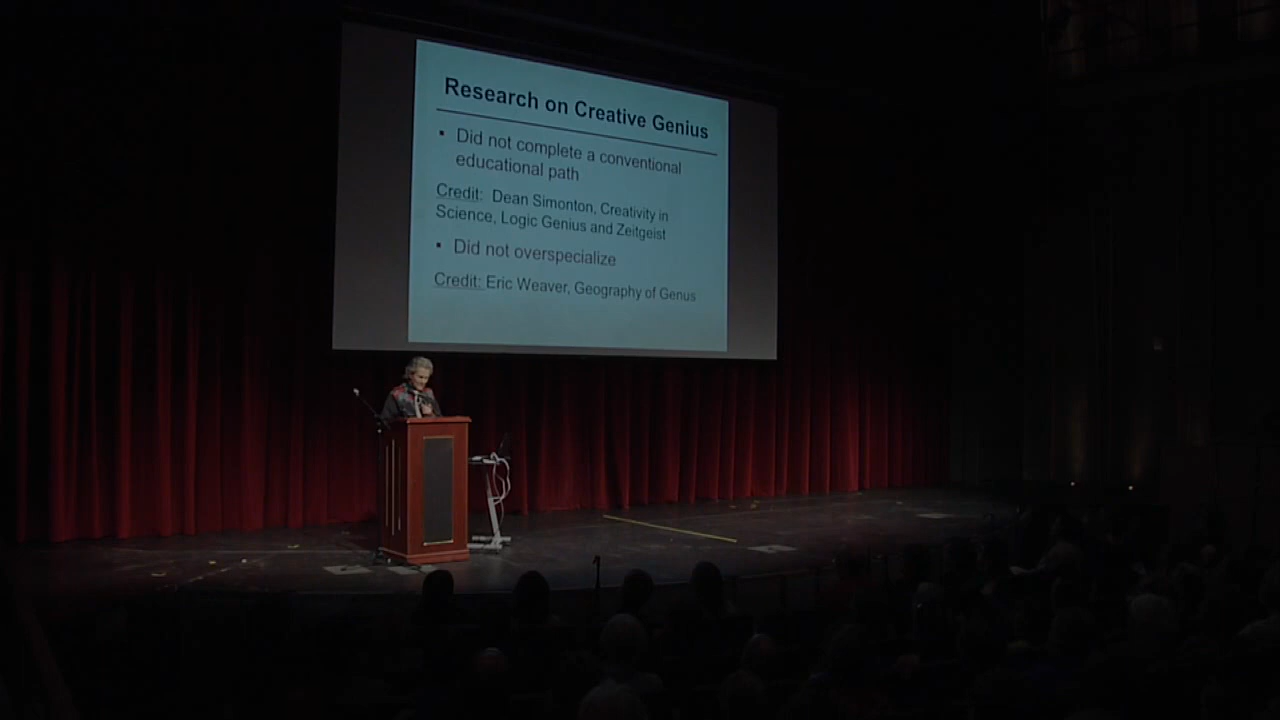 Research on Creative Genius
▪ Did not complete a conventional
educational path
Credit: Dean Simonton, Creativity in
Science, Logic Genius and Zeitgeist
▪ Did not overspecialize
Credit: Eric Weaver, Geography of Genus